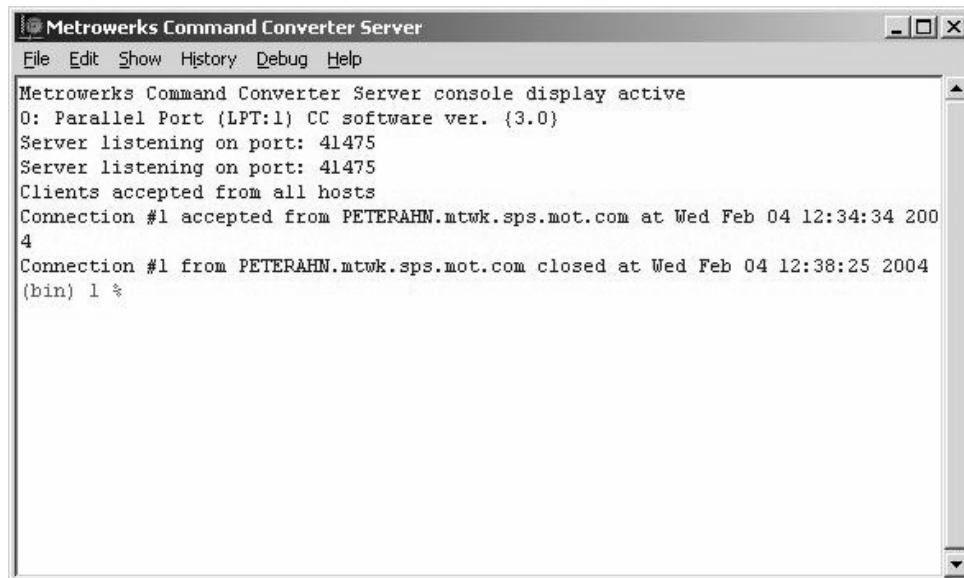 Metrowerks Command Converter Server
File Edit Show History Debug Help
Metrowerks Command Converter Server console display active
0: Parallel Port (LPT:1) CC software ver. {3.0}
Server listening on port: 41475
Server listening on port: 41475
Clients accepted from all hosts
Connection #1 accepted from PETERAHN.mtwk.sps.mot.com at Wed Feb 04 12:34:34 200
4
Connection #1 from PETERAHN.mtwk.sps.mot.com closed at Wed Feb 04 12:38:25 2004
(bin) 1 %